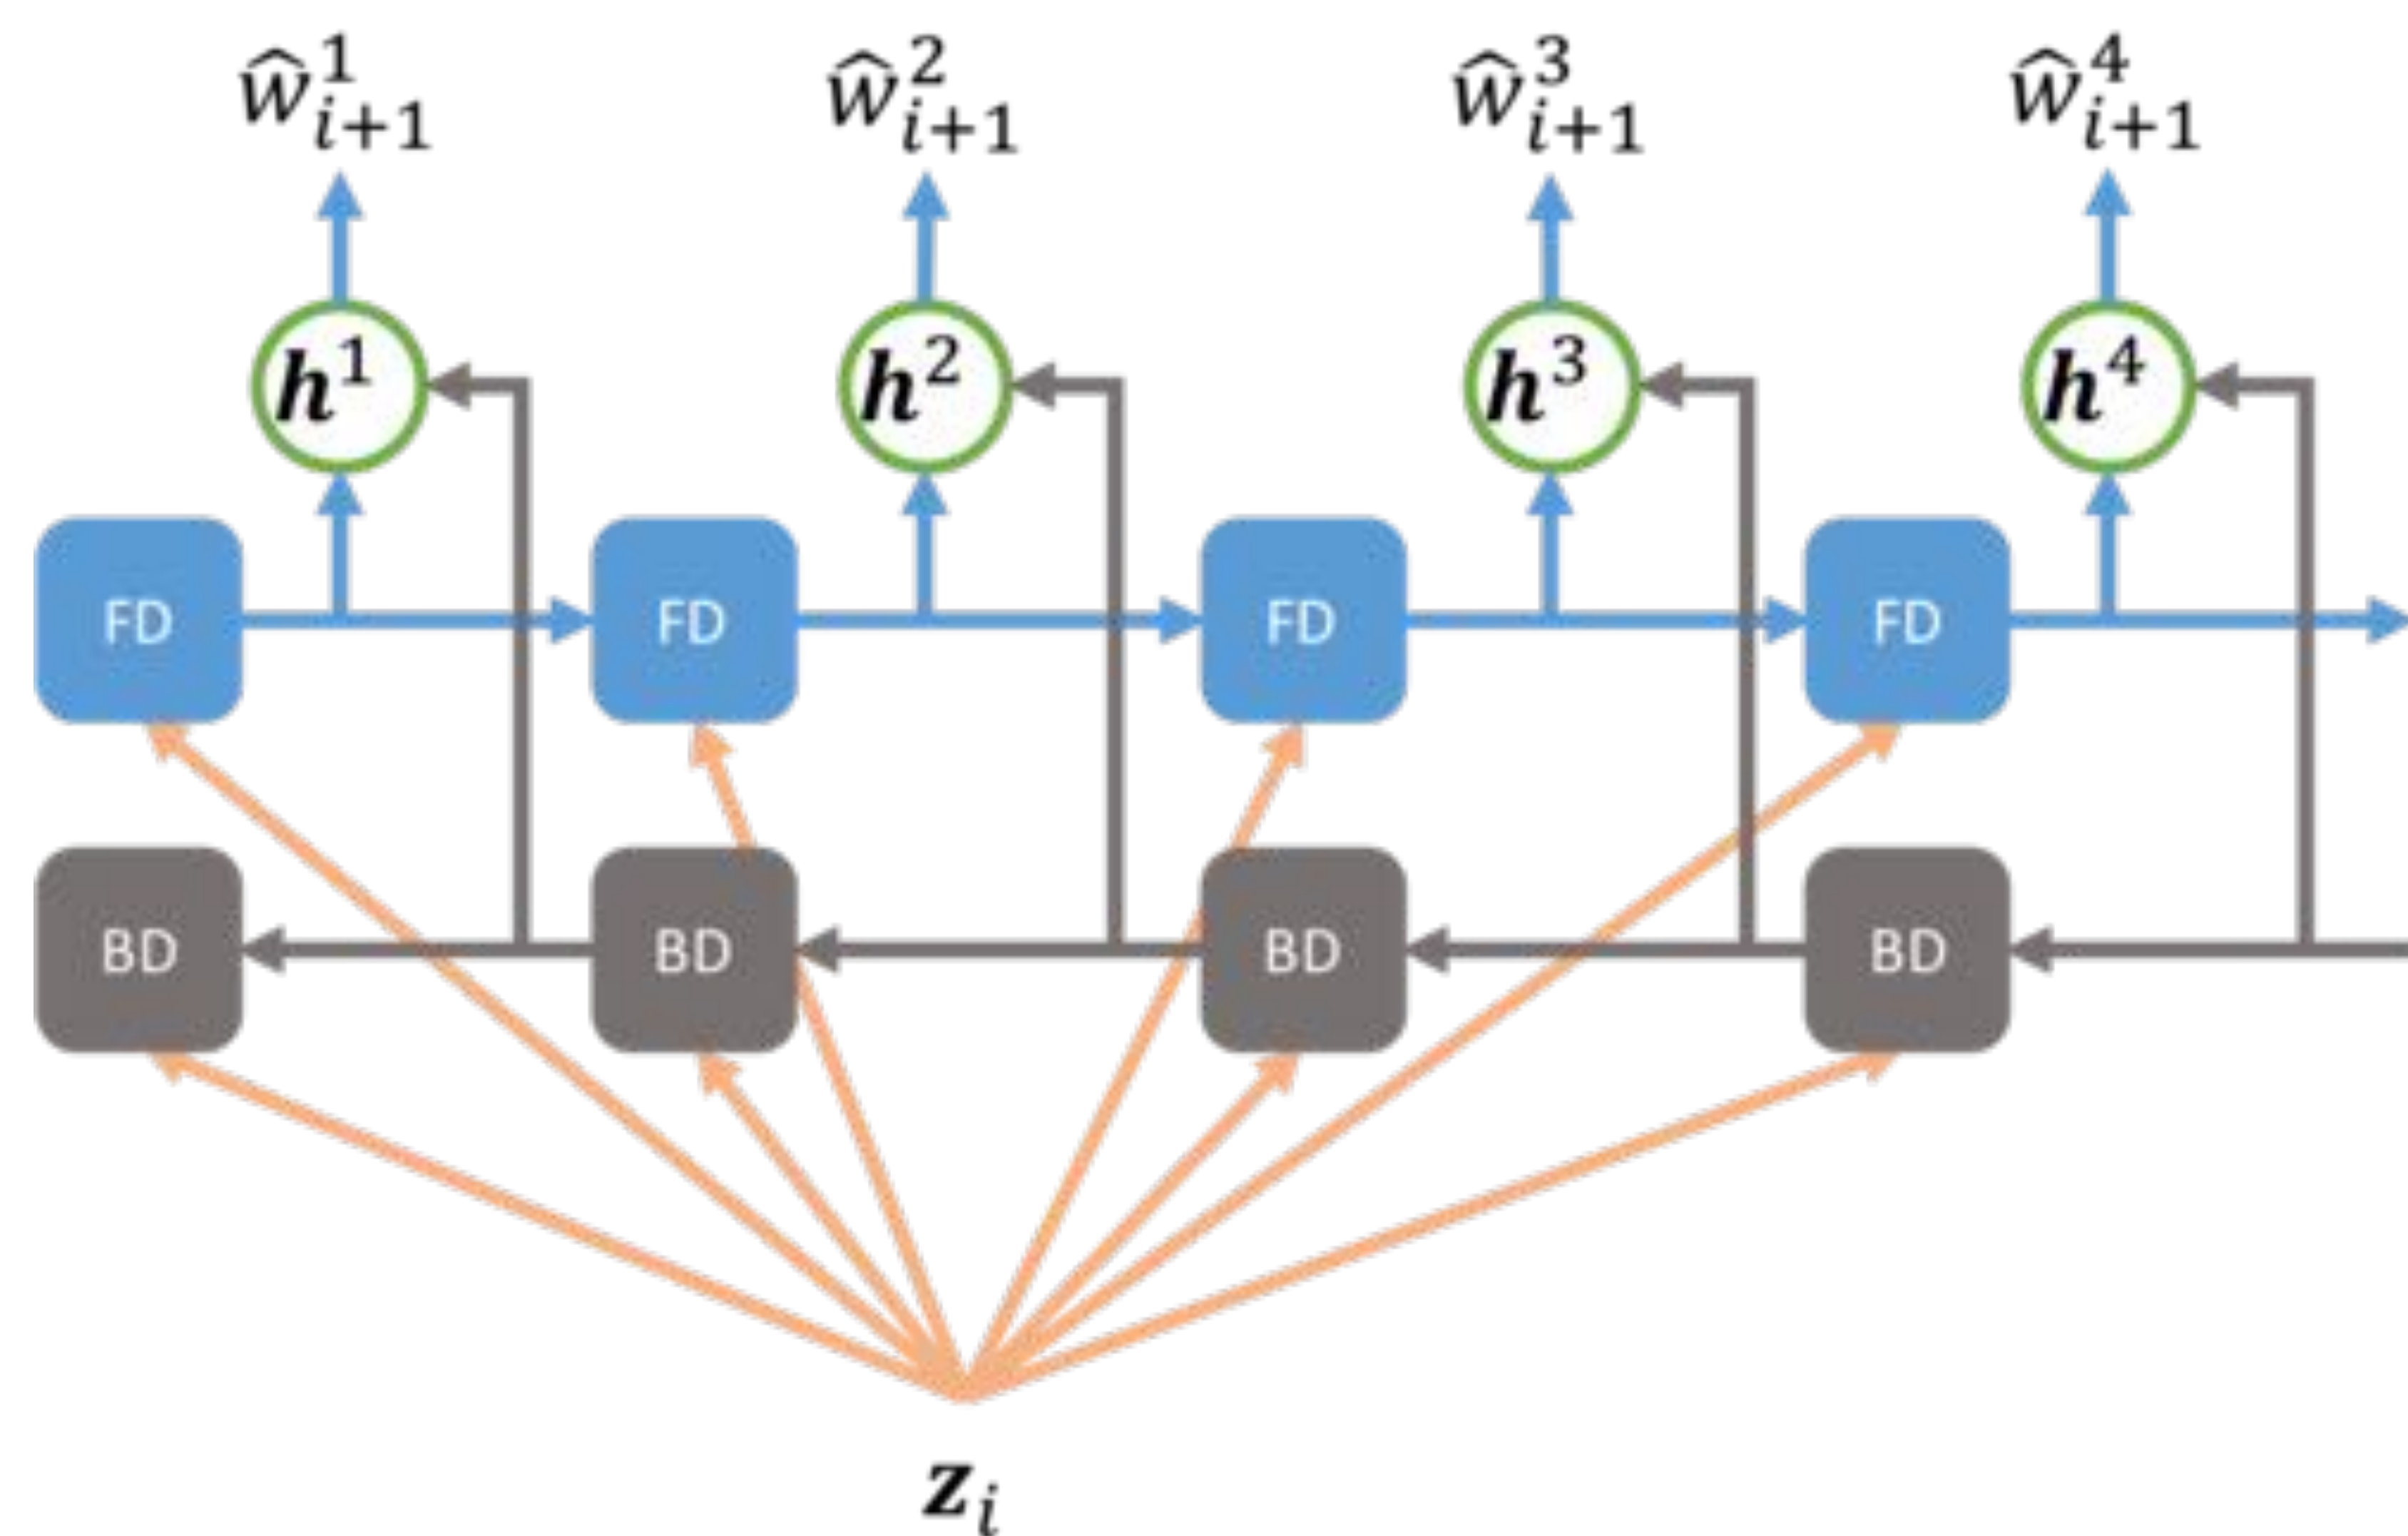 ŵ¹ᵢ₊₁ ŵ²ᵢ₊₁ ŵ³ᵢ₊₁ ŵ⁴ᵢ₊₁
h¹ h² h³ h⁴
FD FD FD FD
BD BD BD BD
zᵢ